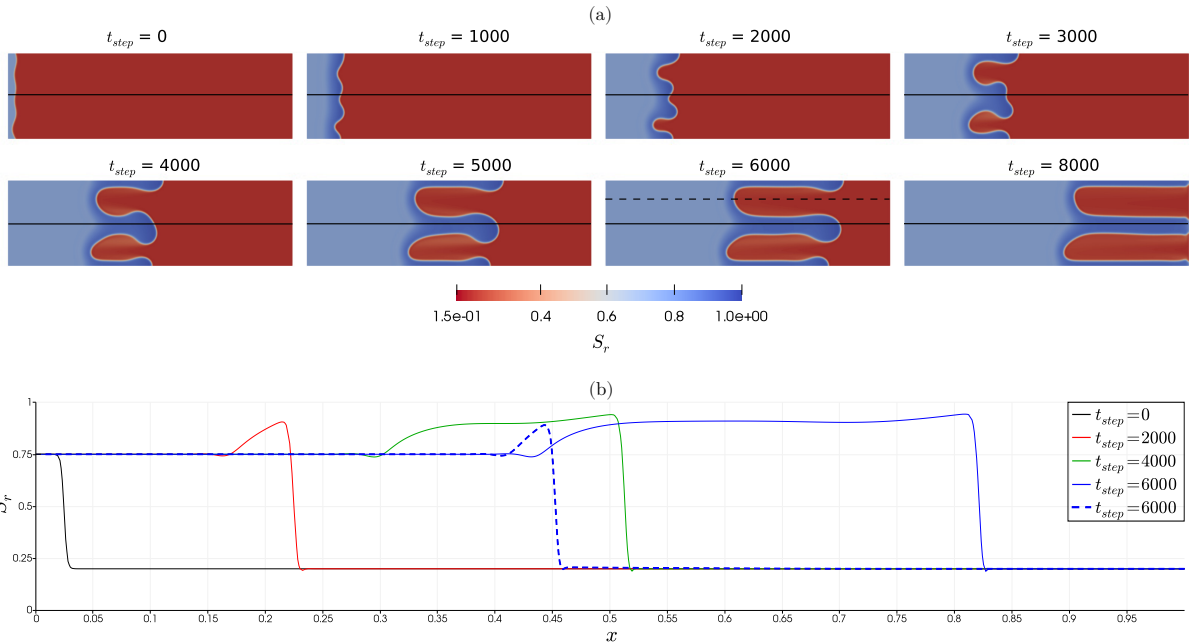 (a)
t_step = 0 t_step = 1000 t_step = 2000 t_step = 3000
t_step = 4000 t_step = 5000 t_step = 6000 t_step = 8000
1.5e-01 0.4 0.6 0.8 1.0e+00
S_r
(b)
1
0.75
0.5
0.25
0
S_r
t_step=0
t_step=2000
t_step=4000
t_step=6000
t_step=6000
0 0.05 0.1 0.15 0.2 0.25 0.3 0.35 0.4 0.45 0.5 0.55 0.6 0.65 0.7 0.75 0.8 0.85 0.9 0.95
x